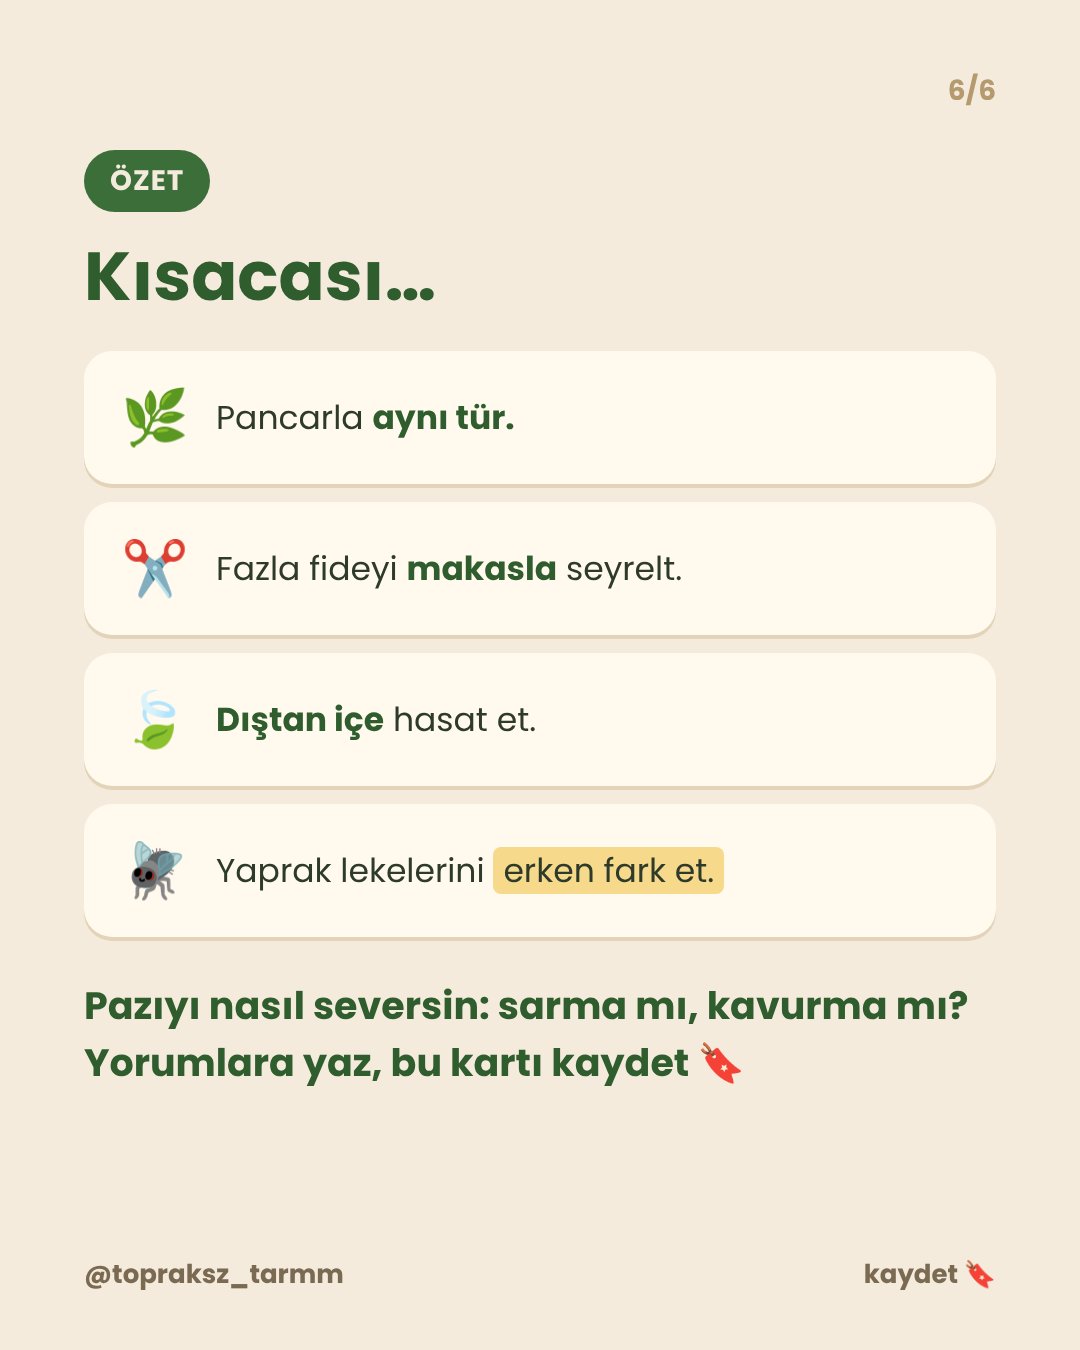 6/6
ÖZET
Kısacası...
Pancarla aynı tür.
Fazla fideyi makasla seyrelt.
Dıştan içe hasat et.
Yaprak lekelerini erken fark et.
Pazıyı nasıl seversin: sarma mı, kavurma mı?
Yorumlara yaz, bu kartı kaydet 🔖
@topraksz_tarmm
kaydet 🔖